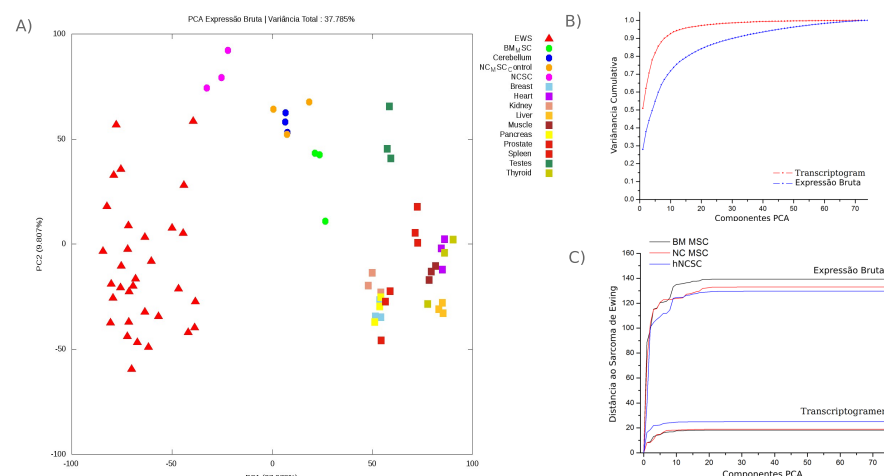 A)
PCA Expressão Bruta | Variância Total : 37.785%
100
50
0
-50
-100
-100
-50
0
50
100
PC2 (9.807%)
EWS
BM_MSC
Cerebellum
NC_MSC_Control
NCSC
Breast
Heart
Kidney
Liver
Muscle
Pancreas
Prostate
Spleen
Testes
Thyroid
B)
1.0
0.9
0.8
0.7
0.6
0.5
0.4
0.3
0.2
0.1
0.0
0
10
20
30
40
50
60
70
Variânancia Cumulativa
Transcriptogram
Expressão Bruta
Componentes PCA
C)
BM MSC
NC MSC
hNCSC
160
140
120
100
80
60
40
20
0
0
10
20
30
40
50
60
70
Distância ao Sarcoma de Ewing
Expressão Bruta
Transcriptogramer
Componentes PCA